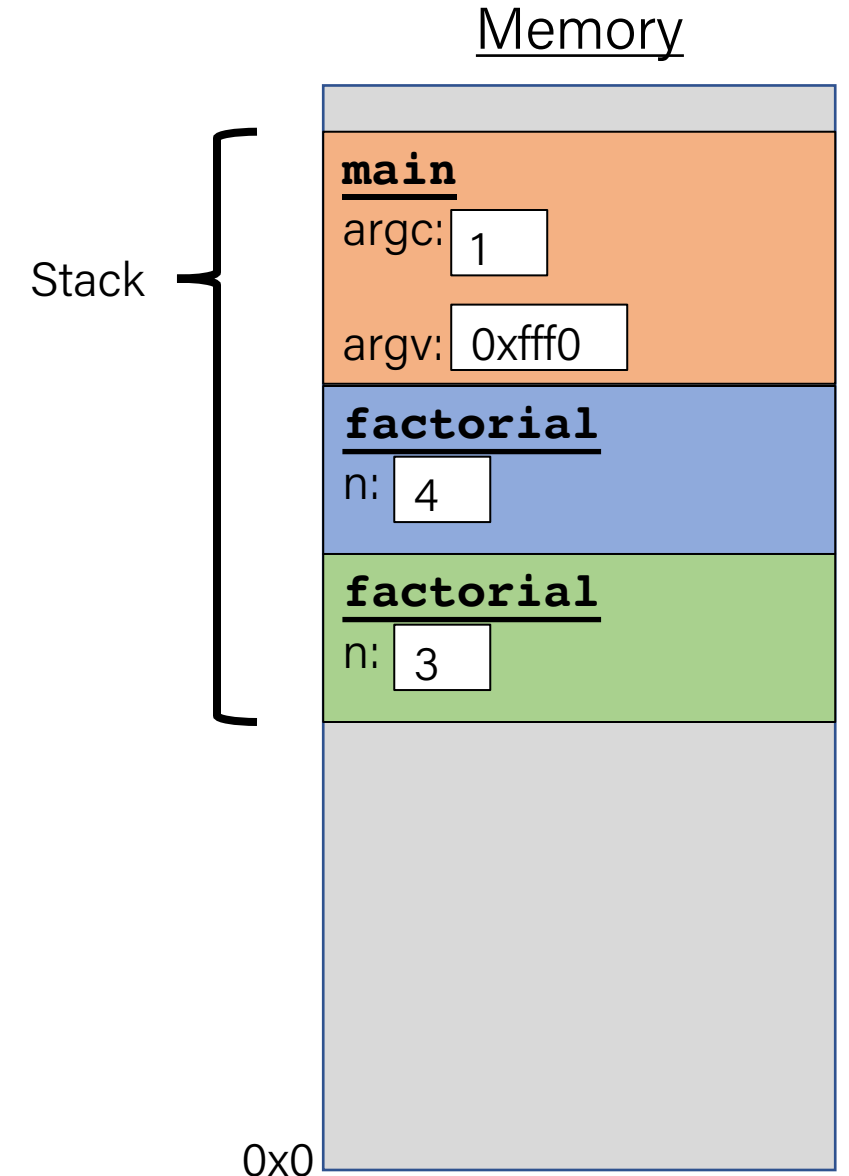 Memory
main
argc: 1
Stack
argv: 0xfff0
factorial
n: 4
factorial
n: 3
0x0